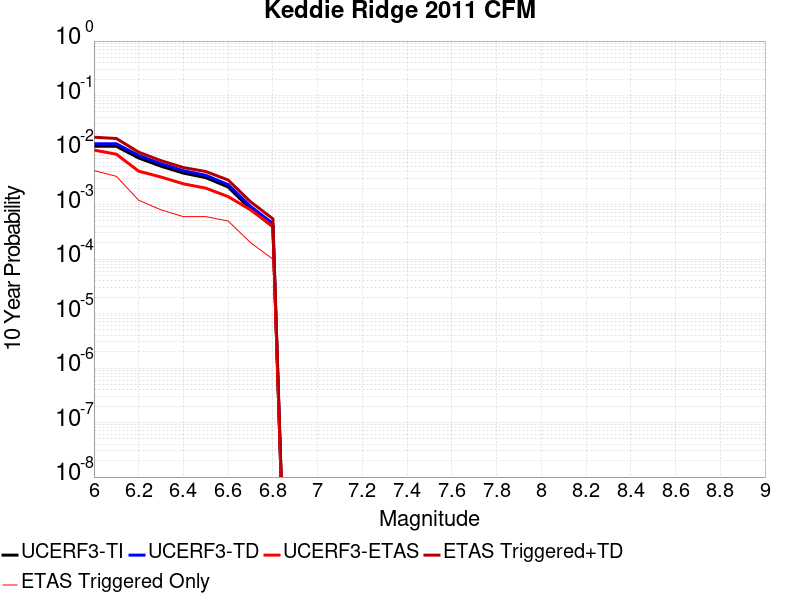 Keddie Ridge 2011 CFM
10 0
10 -1
10 -2
10 -3
10 -4
10 -5
10 -6
10 -7
10 -8
10 Year Probability
6 6.2 6.4 6.6 6.8 7 7.2 7.4 7.6 7.8 8 8.2 8.4 8.6 8.8 9
Magnitude
UCERF3-TI UCERF3-TD UCERF3-ETAS ETAS Triggered+TD
ETAS Triggered Only